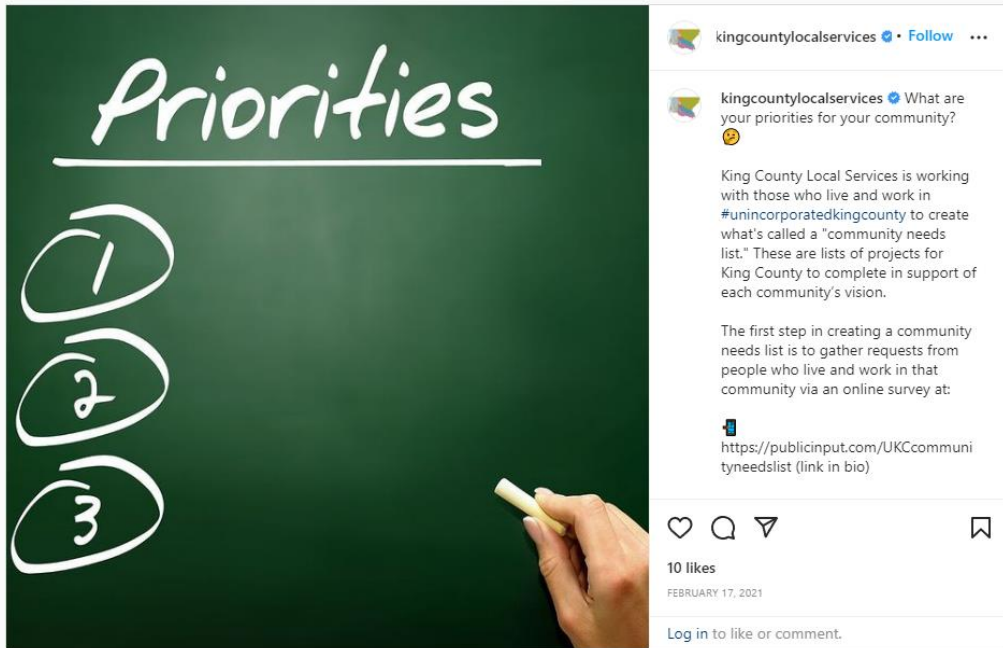 Priorities
1
2
3
kingcountylocalservices • Follow •••
kingcountylocalservices What are
your priorities for your community?
🤔
King County Local Services is working
with those who live and work in
#unincorporatedkingcounty to create
what's called a "community needs
list." These are lists of projects for
King County to complete in support of
each community's vision.
The first step in creating a community
needs list is to gather requests from
people who live and work in that
community via an online survey at:
📲
https://publicinput.com/UKCcommuni
tyneedslist (link in bio)
10 likes
FEBRUARY 17, 2021
Log in to like or comment.